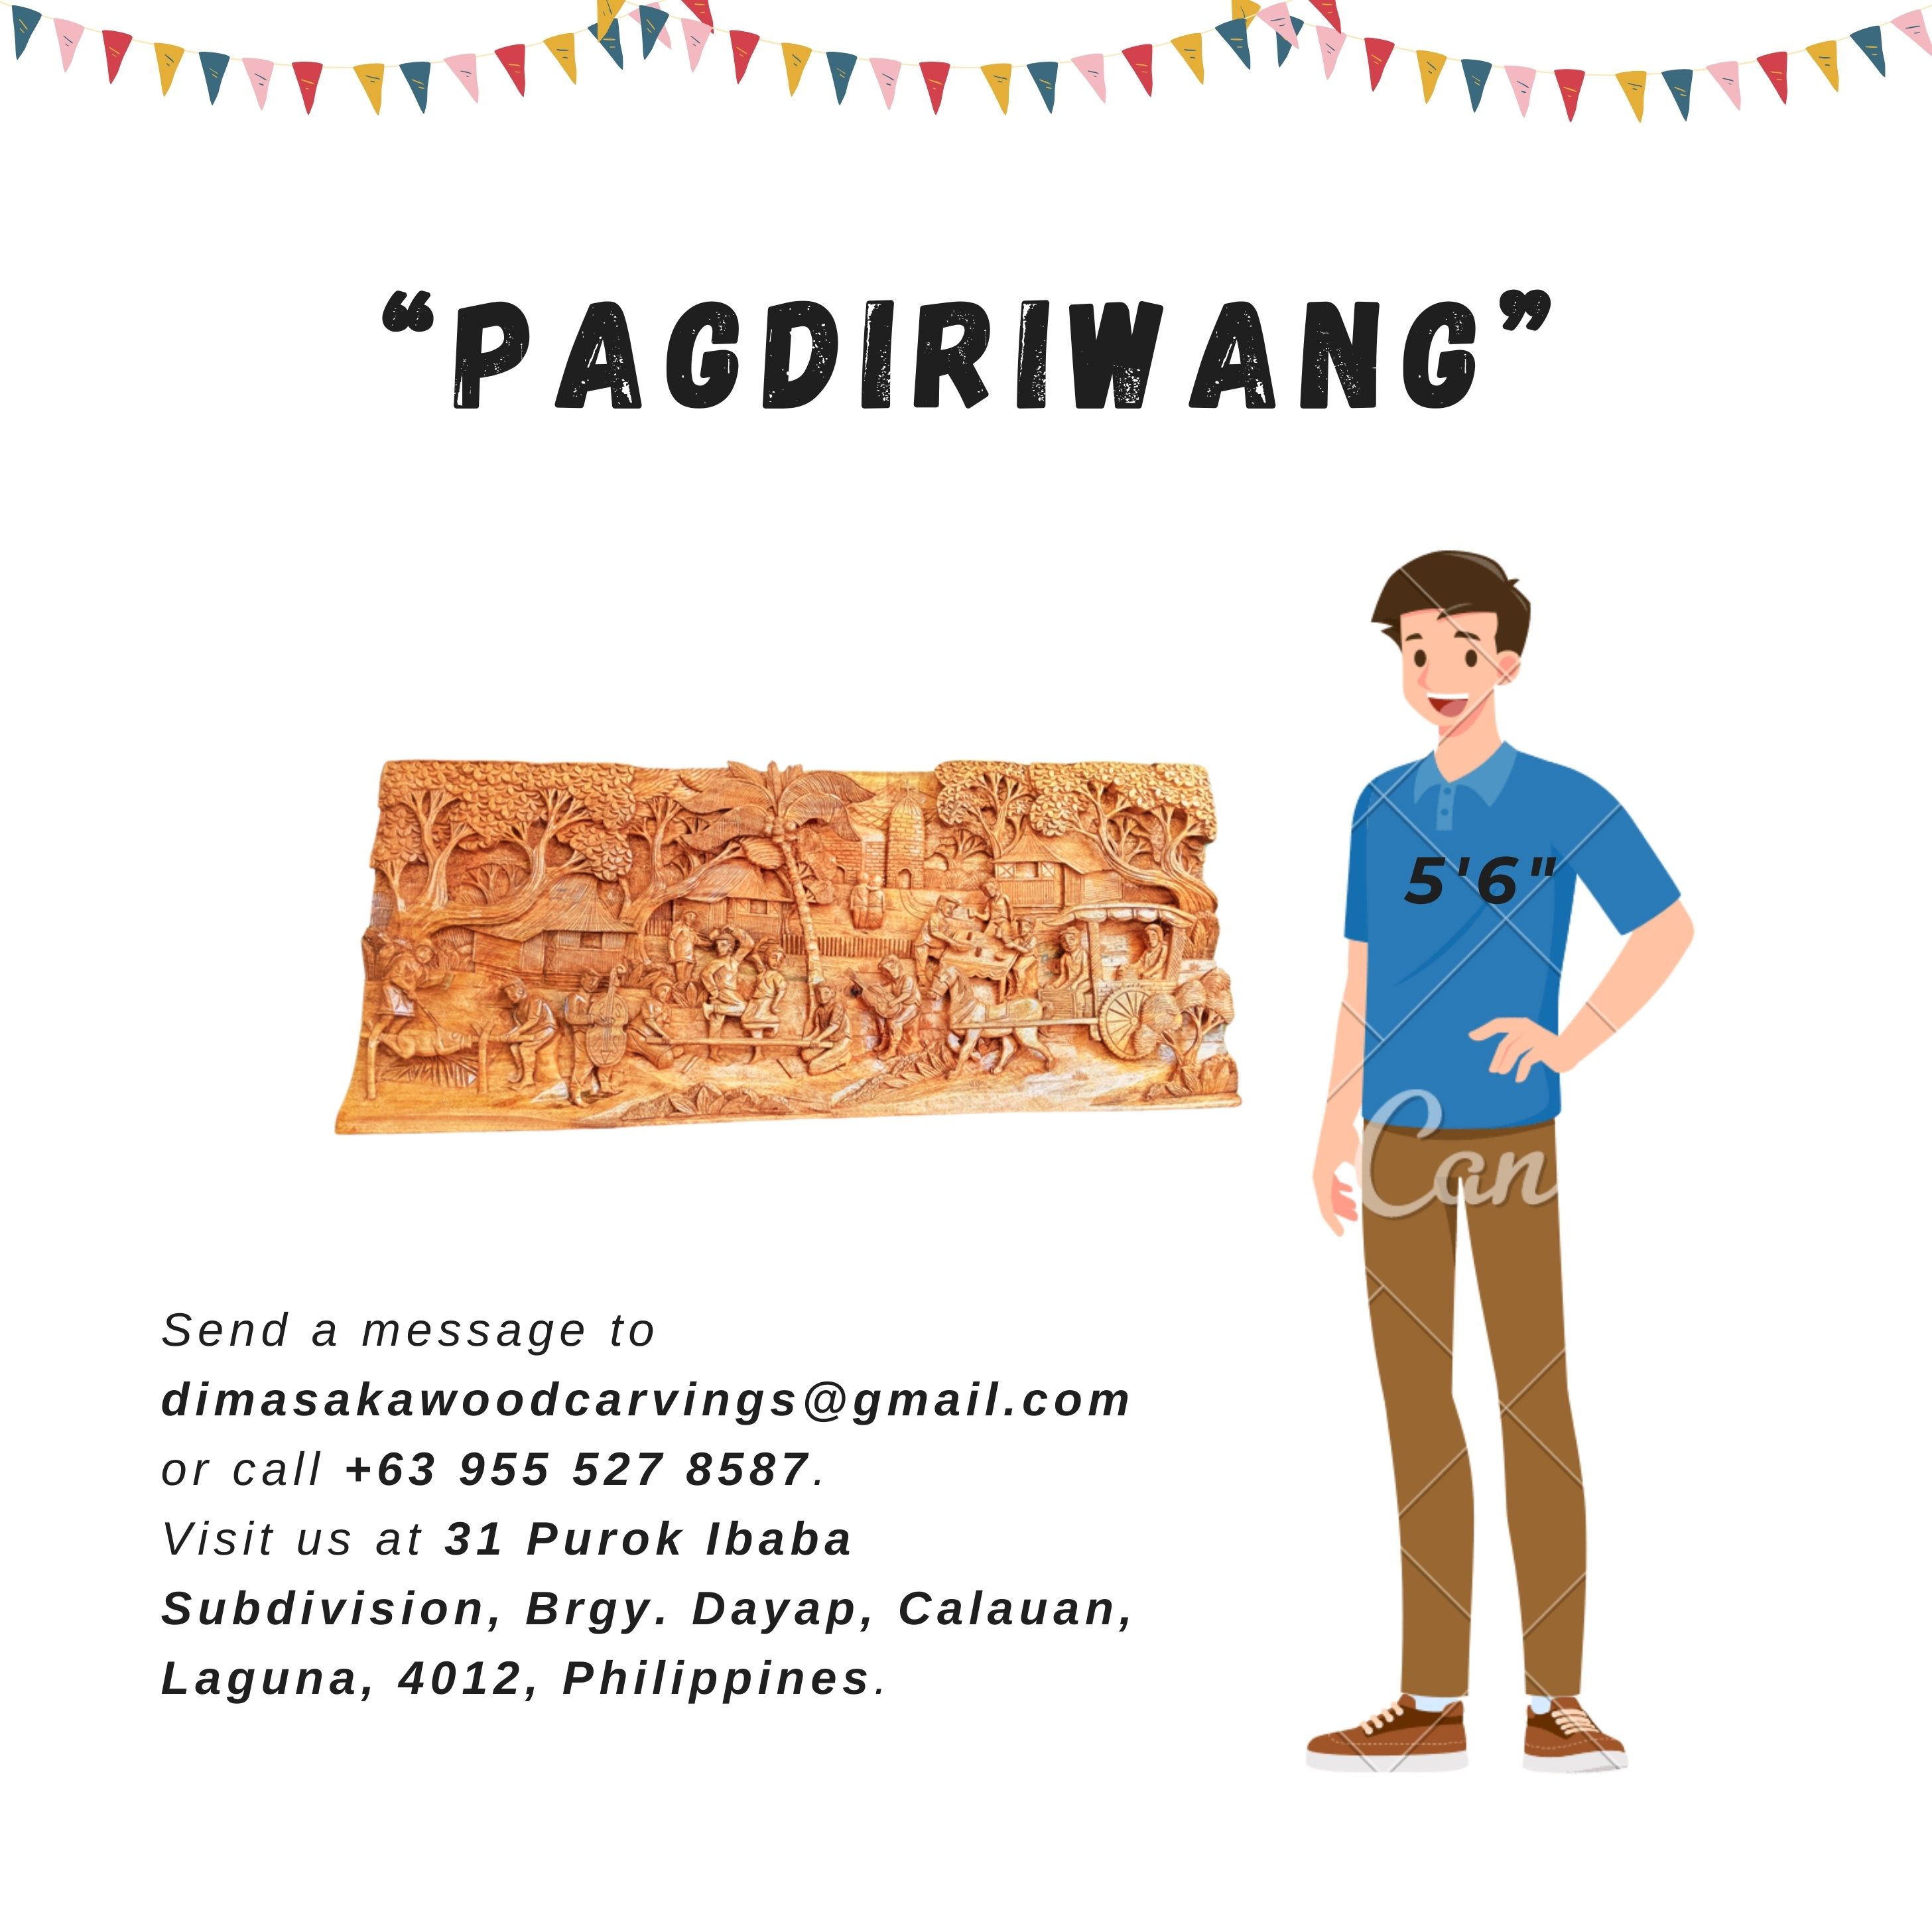 “PAGDIRIWANG”
5'6"
Can
Send a message to
dimasakawoodcarvings@gmail.com
or call +63 955 527 8587.
Visit us at 31 Purok Ibaba
Subdivision, Brgy. Dayap, Calauan,
Laguna, 4012, Philippines.